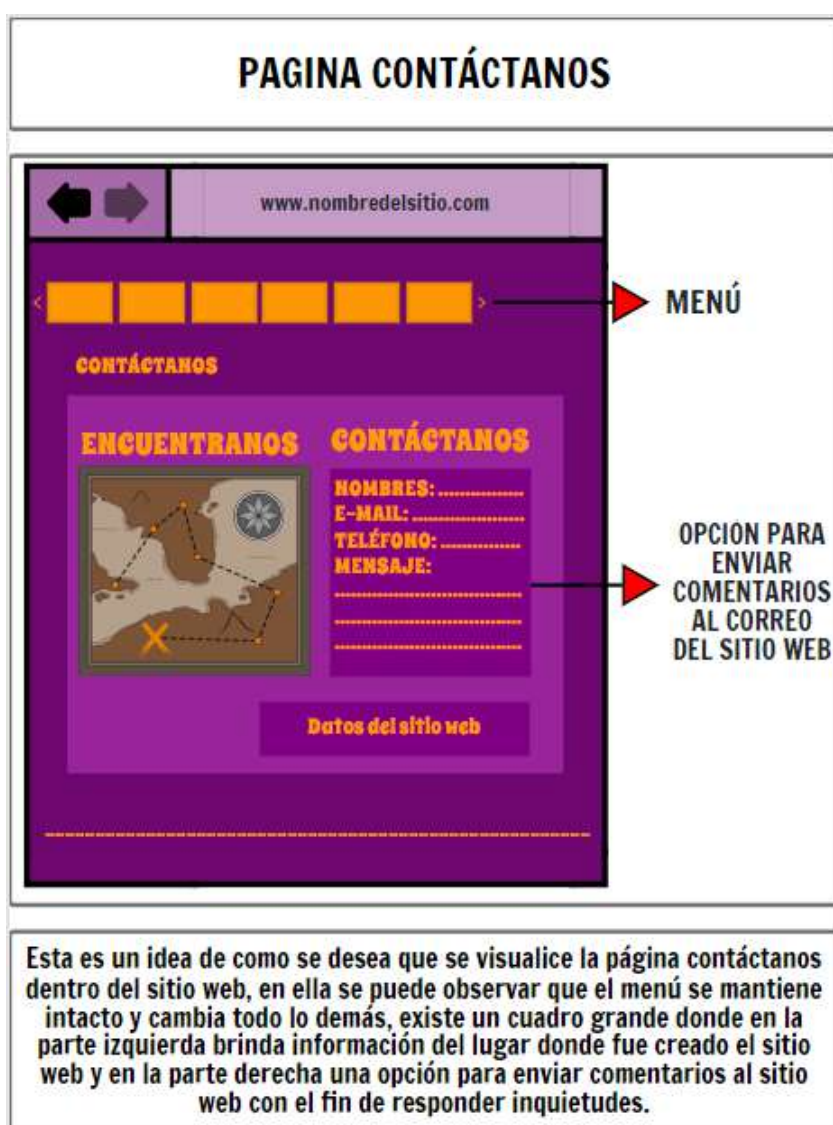 PAGINA CONTÁCTANOS
www.nombredelsitio.com
< >
MENÚ
CONTÁCTANOS
ENCUENTRANOS
CONTÁCTANOS
NOMBRES: ................
E-MAIL: .....................
TELÉFONO: ...............
MENSAJE:
...................................
...................................
...................................
OPCIÓN PARA
ENVIAR
COMENTARIOS
AL CORREO
DEL SITIO WEB
Datos del sitio web
Esta es un idea de como se desea que se visualice la página contáctanos
dentro del sitio web, en ella se puede observar que el menú se mantiene
intacto y cambia todo lo demás, existe un cuadro grande donde en la
parte izquierda brinda información del lugar donde fue creado el sitio
web y en la parte derecha una opción para enviar comentarios al sitio
web con el fin de responder inquietudes.